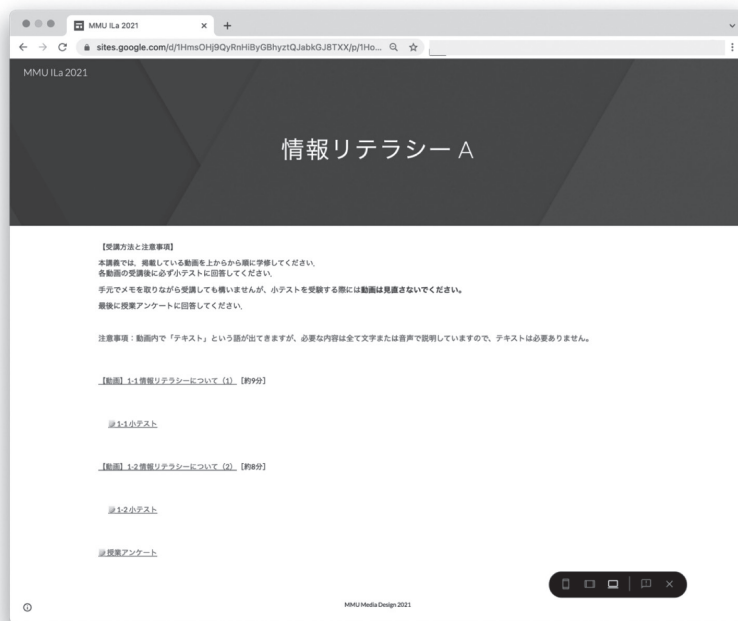 MMU ILa 2021
sites.google.com/d/1HmsOHj9QyRnHiByGBhyztQJabkGJ8TXX/p/1Ho...
MMU ILa 2021
情報リテラシー A
【受講方法と注意事項】
本講義では，掲載している動画を上からから順に学修してください．
各動画の受講後に必ず小テストに回答してください．
手元でメモを取りながら受講しても構いませんが、小テストを受験する際には動画は見直さないでください。
最後に授業アンケートに回答してください．
注意事項：動画内で「テキスト」という語が出てきますが、必要な内容は全て文字または音声で説明していますので、テキストは必要ありません。
【動画】1-1 情報リテラシーについて（1）［約9分］
1-1 小テスト
【動画】1-2 情報リテラシーについて（2）［約8分］
1-2 小テスト
授業アンケート
MMU Media Design 2021